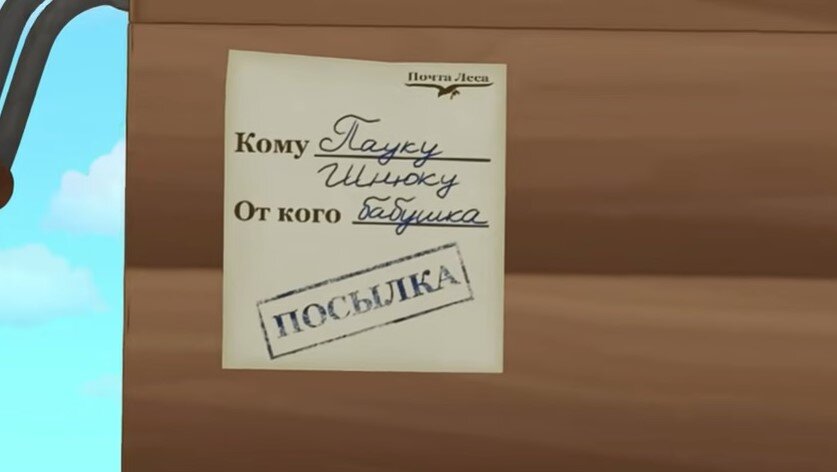 Почта Леса
Кому Пауку
Шнюку
От кого бабушка
ПОСЫЛКА